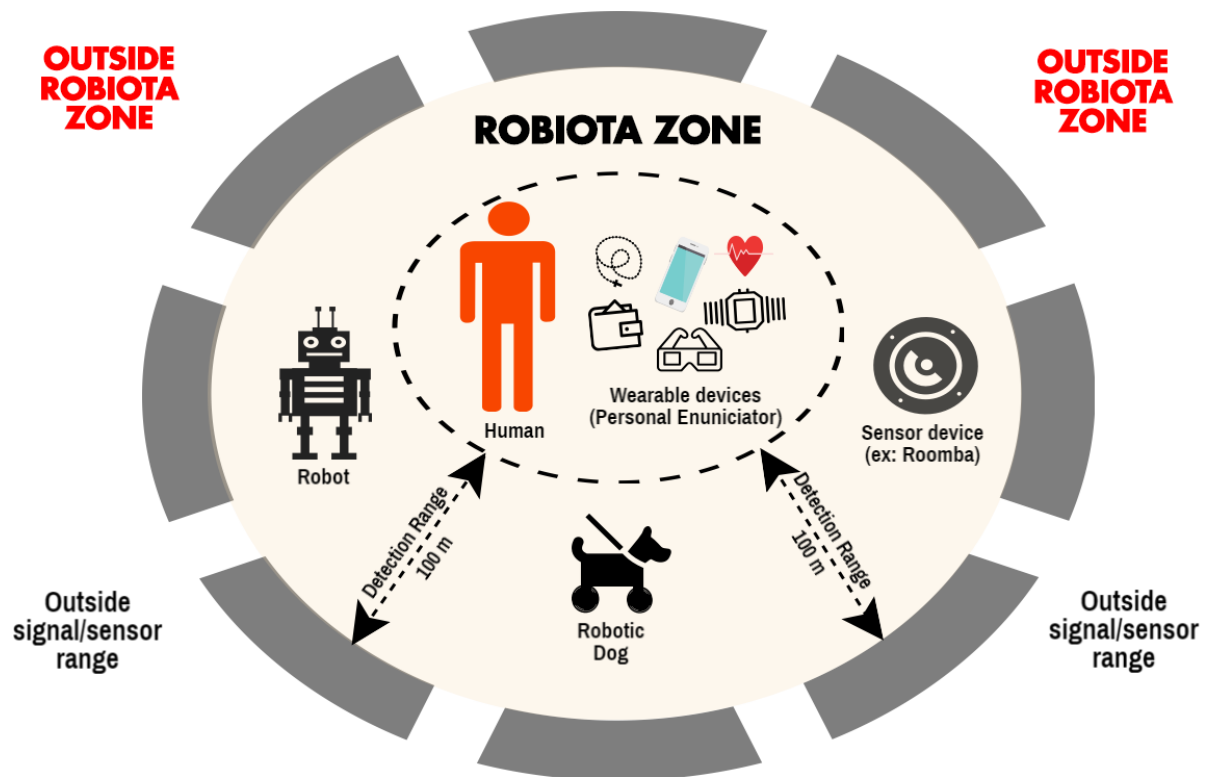 OUTSIDE
ROBIOTA
ZONE
OUTSIDE
ROBIOTA
ZONE
ROBIOTA ZONE
Human
Wearable devices
(Personal Enuniciator)
Robot
Sensor device
(ex: Roomba)
Detection Range
100 m
Detection Range
100 m
Robotic
Dog
Outside
signal/sensor
range
Outside
signal/sensor
range